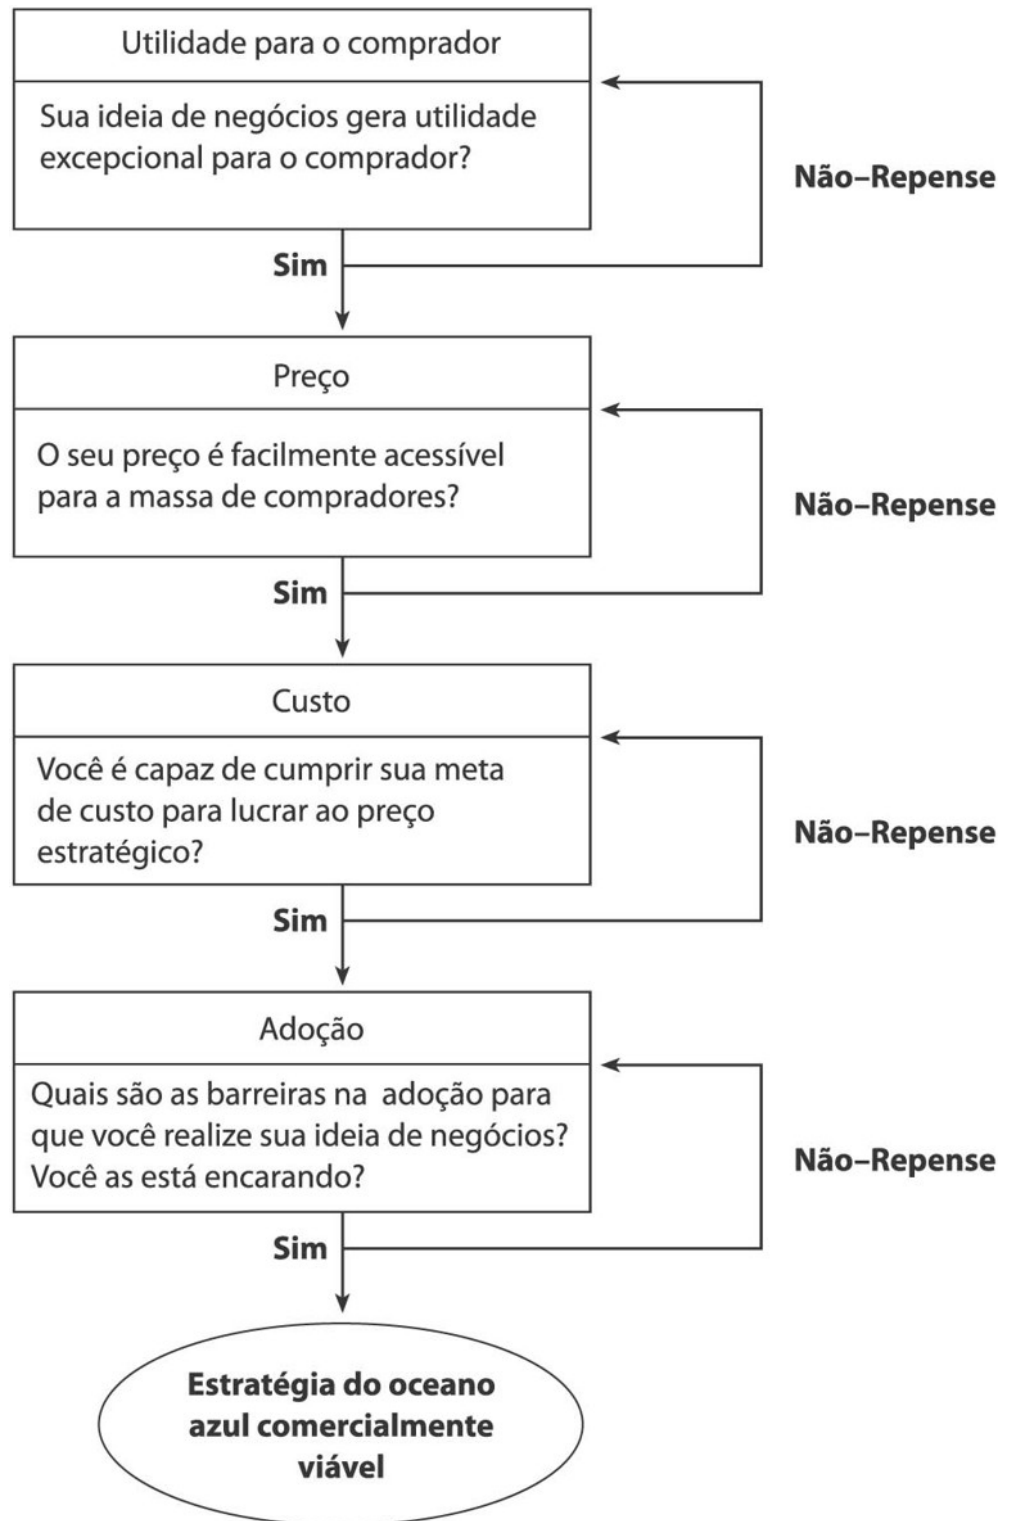 Utilidade para o comprador
Sua ideia de negócios gera utilidade
excepcional para o comprador?
Não–Repense
Sim
Preço
O seu preço é facilmente acessível
para a massa de compradores?
Não–Repense
Sim
Custo
Você é capaz de cumprir sua meta
de custo para lucrar ao preço
estratégico?
Não–Repense
Sim
Adoção
Quais são as barreiras na adoção para
que você realize sua ideia de negócios?
Você as está encarando?
Não–Repense
Sim
Estratégia do oceano
azul comercialmente
viável